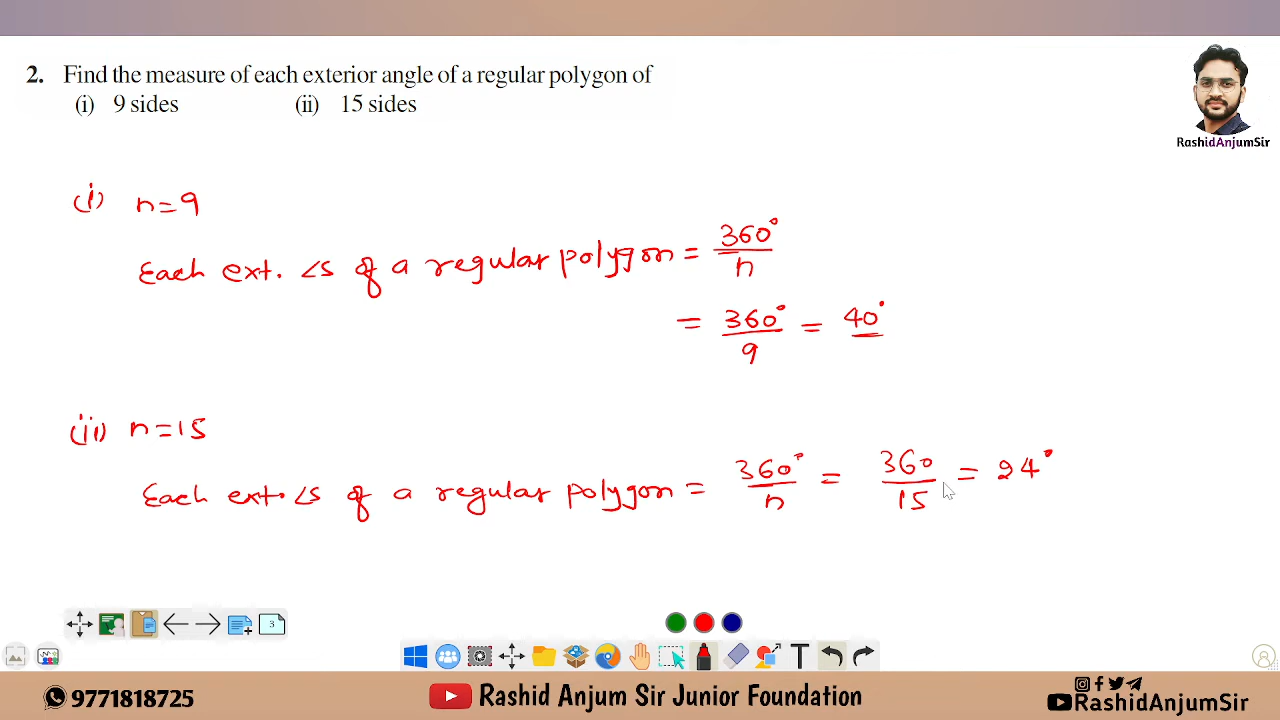 2. Find the measure of each exterior angle of a regular polygon of
(i) 9 sides (ii) 15 sides
RashidAnjumSir
(i) n=9
Each ext. ∠s of a regular polygon = 360°/n
= 360°/9 = 40°
(ii) n=15
Each ext. ∠s of a regular polygon = 360°/n = 360/15 = 24°
3
T
9771818725
Rashid Anjum Sir Junior Foundation
RashidAnjumSir